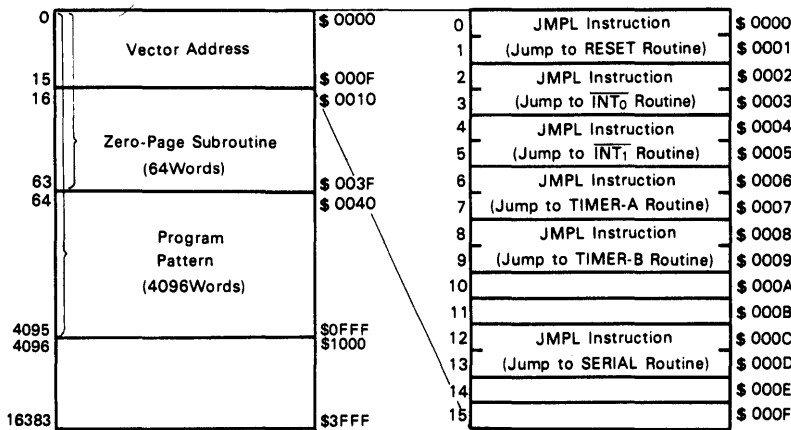 0 $0000
Vector Address
15 $000F
16 $0010
Zero-Page Subroutine
(64Words)
63 $003F
64 $0040
Program
Pattern
(4096Words)
4095 $0FFF
4096 $1000
16383 $3FFF
0 JMPL Instruction $0000
1 (Jump to RESET Routine) $0001
2 JMPL Instruction $0002
3 (Jump to INT₀ Routine) $0003
4 JMPL Instruction $0004
5 (Jump to INT₁ Routine) $0005
6 JMPL Instruction $0006
7 (Jump to TIMER-A Routine) $0007
8 JMPL Instruction $0008
9 (Jump to TIMER-B Routine) $0009
10 $000A
11 $000B
12 JMPL Instruction $000C
13 (Jump to SERIAL Routine) $000D
14 $000E
15 $000F